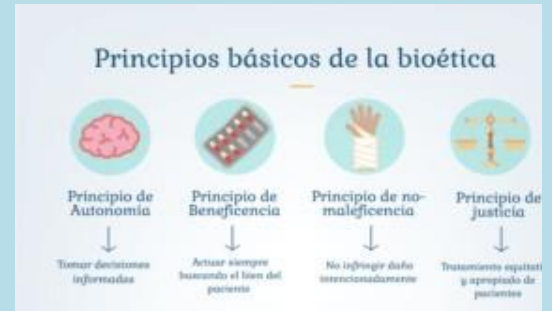 Principios básicos de la bioética
Principio de
Autonomía
Tomar decisiones
informadas
Principio de
Beneficencia
Actuar siempre
buscando el bien del
paciente
Principio de no-
maleficencia
No infringir daño
intencionadamente
Principio de
justicia
Tratamiento equitati
y apropiado de
pacientes